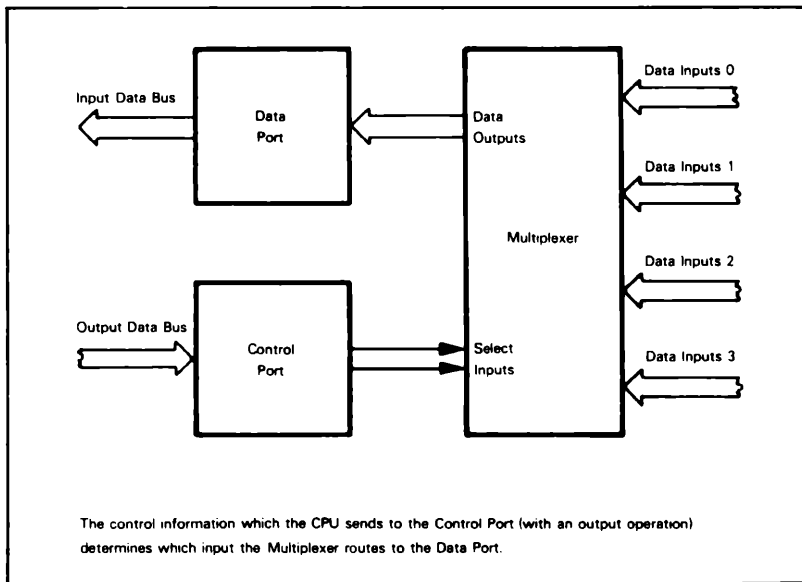 Input Data Bus
Data
Port
Data
Outputs
Multiplexer
Data Inputs 0
Data Inputs 1
Data Inputs 2
Data Inputs 3
Output Data Bus
Control
Port
Select
Inputs
The control information which the CPU sends to the Control Port (with an output operation)
determines which input the Multiplexer routes to the Data Port.